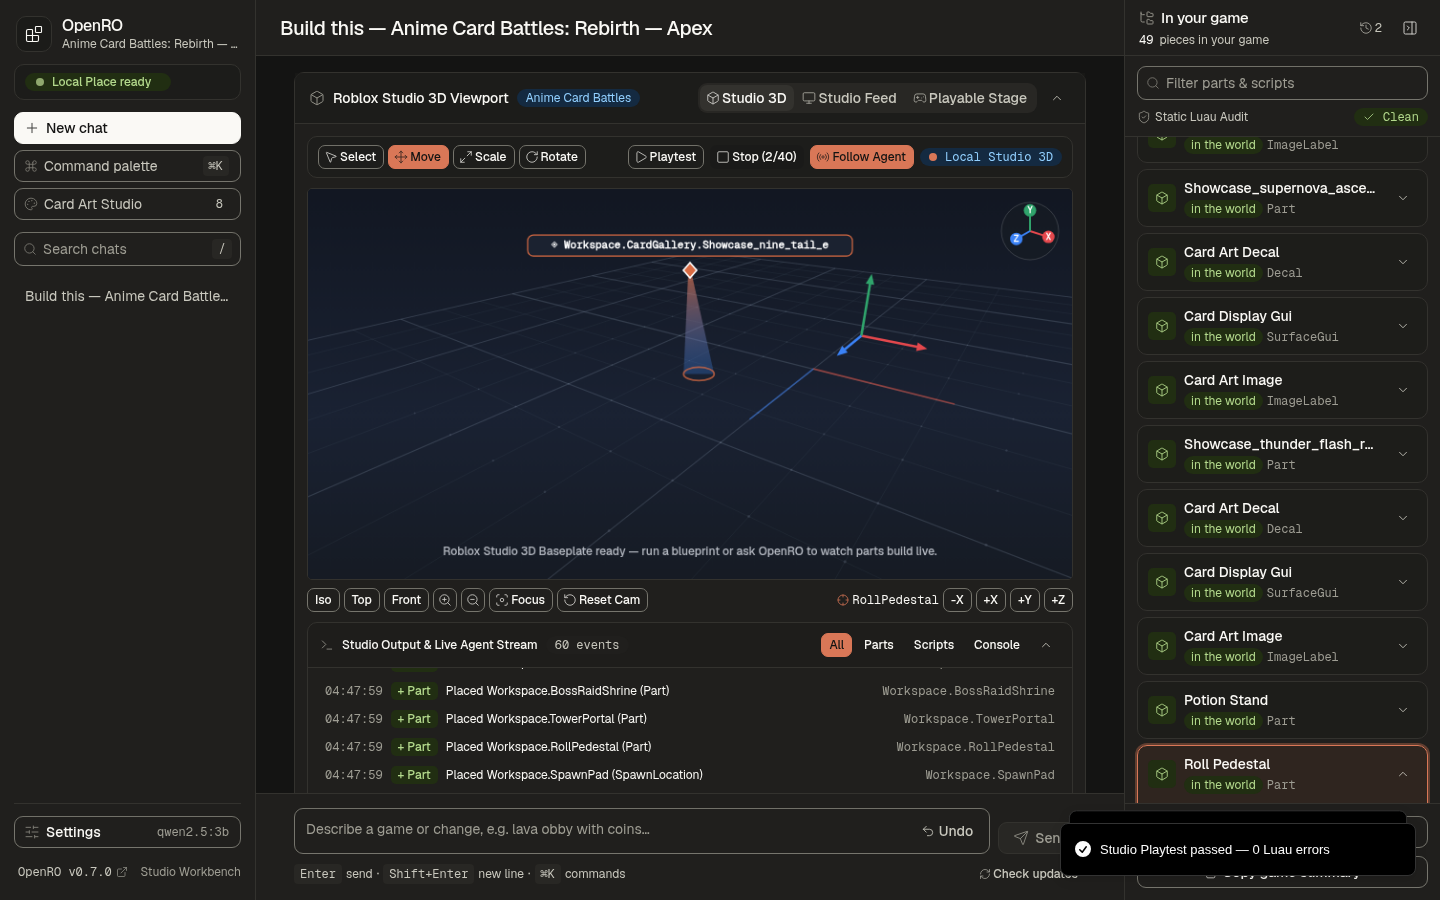 OpenRO
Anime Card Battles: Rebirth — ...
Local Place ready
New chat
Command palette
⌘K
Card Art Studio
8
Search chats
/
Build this — Anime Card Battle...
Settings
qwen2.5:3b
OpenRO v0.7.0
Studio Workbench
Build this — Anime Card Battles: Rebirth — Apex
Roblox Studio 3D Viewport
Anime Card Battles
Studio 3D
Studio Feed
Playable Stage
Select
Move
Scale
Rotate
Playtest
Stop (2/40)
Follow Agent
Local Studio 3D
Workspace.CardGallery.Showcase_nine_tail_e
Y
Z
X
Roblox Studio 3D Baseplate ready — run a blueprint or ask OpenRO to watch parts build live.
Iso
Top
Front
Focus
Reset Cam
RollPedestal
-X
+X
+Y
+Z
Studio Output & Live Agent Stream
60 events
All
Parts
Scripts
Console
04:47:59 + Part Placed Workspace.BossRaidShrine (Part) Workspace.BossRaidShrine
04:47:59 + Part Placed Workspace.TowerPortal (Part) Workspace.TowerPortal
04:47:59 + Part Placed Workspace.RollPedestal (Part) Workspace.RollPedestal
04:47:59 + Part Placed Workspace.SpawnPad (SpawnLocation) Workspace.SpawnPad
Describe a game or change, e.g. lava obby with coins...
Undo
Sen
Enter send · Shift+Enter new line · ⌘K commands
Check updates
In your game
2
49 pieces in your game
Filter parts & scripts
Static Luau Audit
Clean
in the world ImageLabel
Showcase_supernova_asce...
in the world Part
Card Art Decal
in the world Decal
Card Display Gui
in the world SurfaceGui
Card Art Image
in the world ImageLabel
Showcase_thunder_flash_r...
in the world Part
Card Art Decal
in the world Decal
Card Display Gui
in the world SurfaceGui
Card Art Image
in the world ImageLabel
Potion Stand
in the world Part
Roll Pedestal
in the world Part
Studio Playtest passed — 0 Luau errors